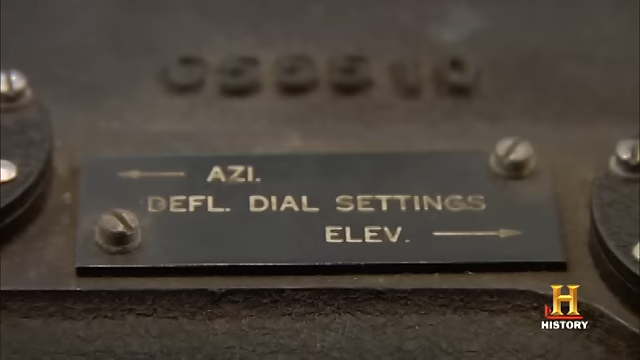 ← AZI.
DEFL. DIAL SETTINGS
ELEV. →
H
HISTORY